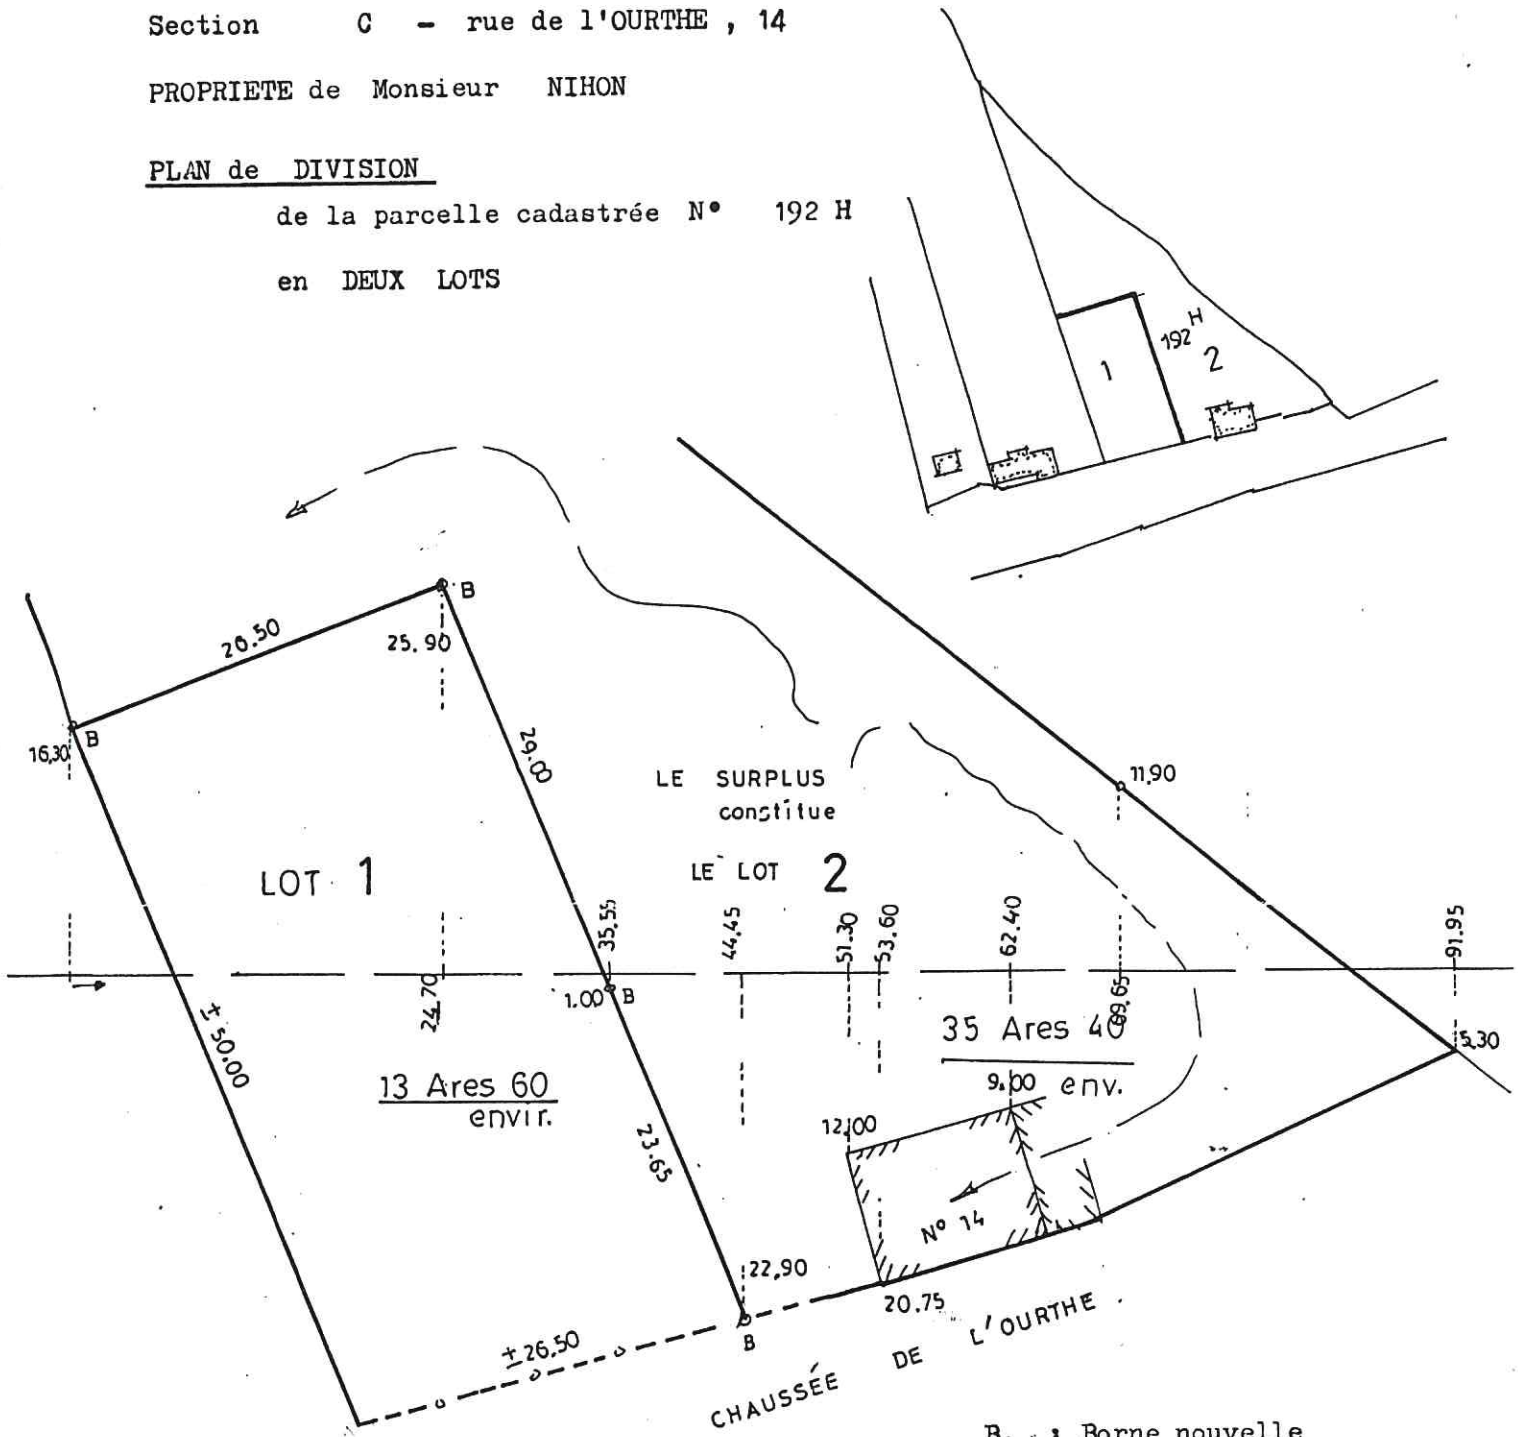 Section C - rue de l'OURTHE , 14
PROPRIETE de Monsieur NIHON
PLAN de DIVISION
de la parcelle cadastrée N° 192 H
en DEUX LOTS
192 H
1
2
26.50
B
25.90
16,30
B
29.00
LE SURPLUS
constitue
LE LOT 2
11.90
LOT 1
24.70
35.55
44.45
51.30
53.60
62.40
69.65
91.95
1.00 B
± 50.00
13 Ares 60
envir.
35 Ares 40
env.
5.30
9.00
12.00
23.65
N° 14
22,90
20.75
B
± 26.50
CHAUSSÉE DE L'OURTHE
B. : Borne nouvelle